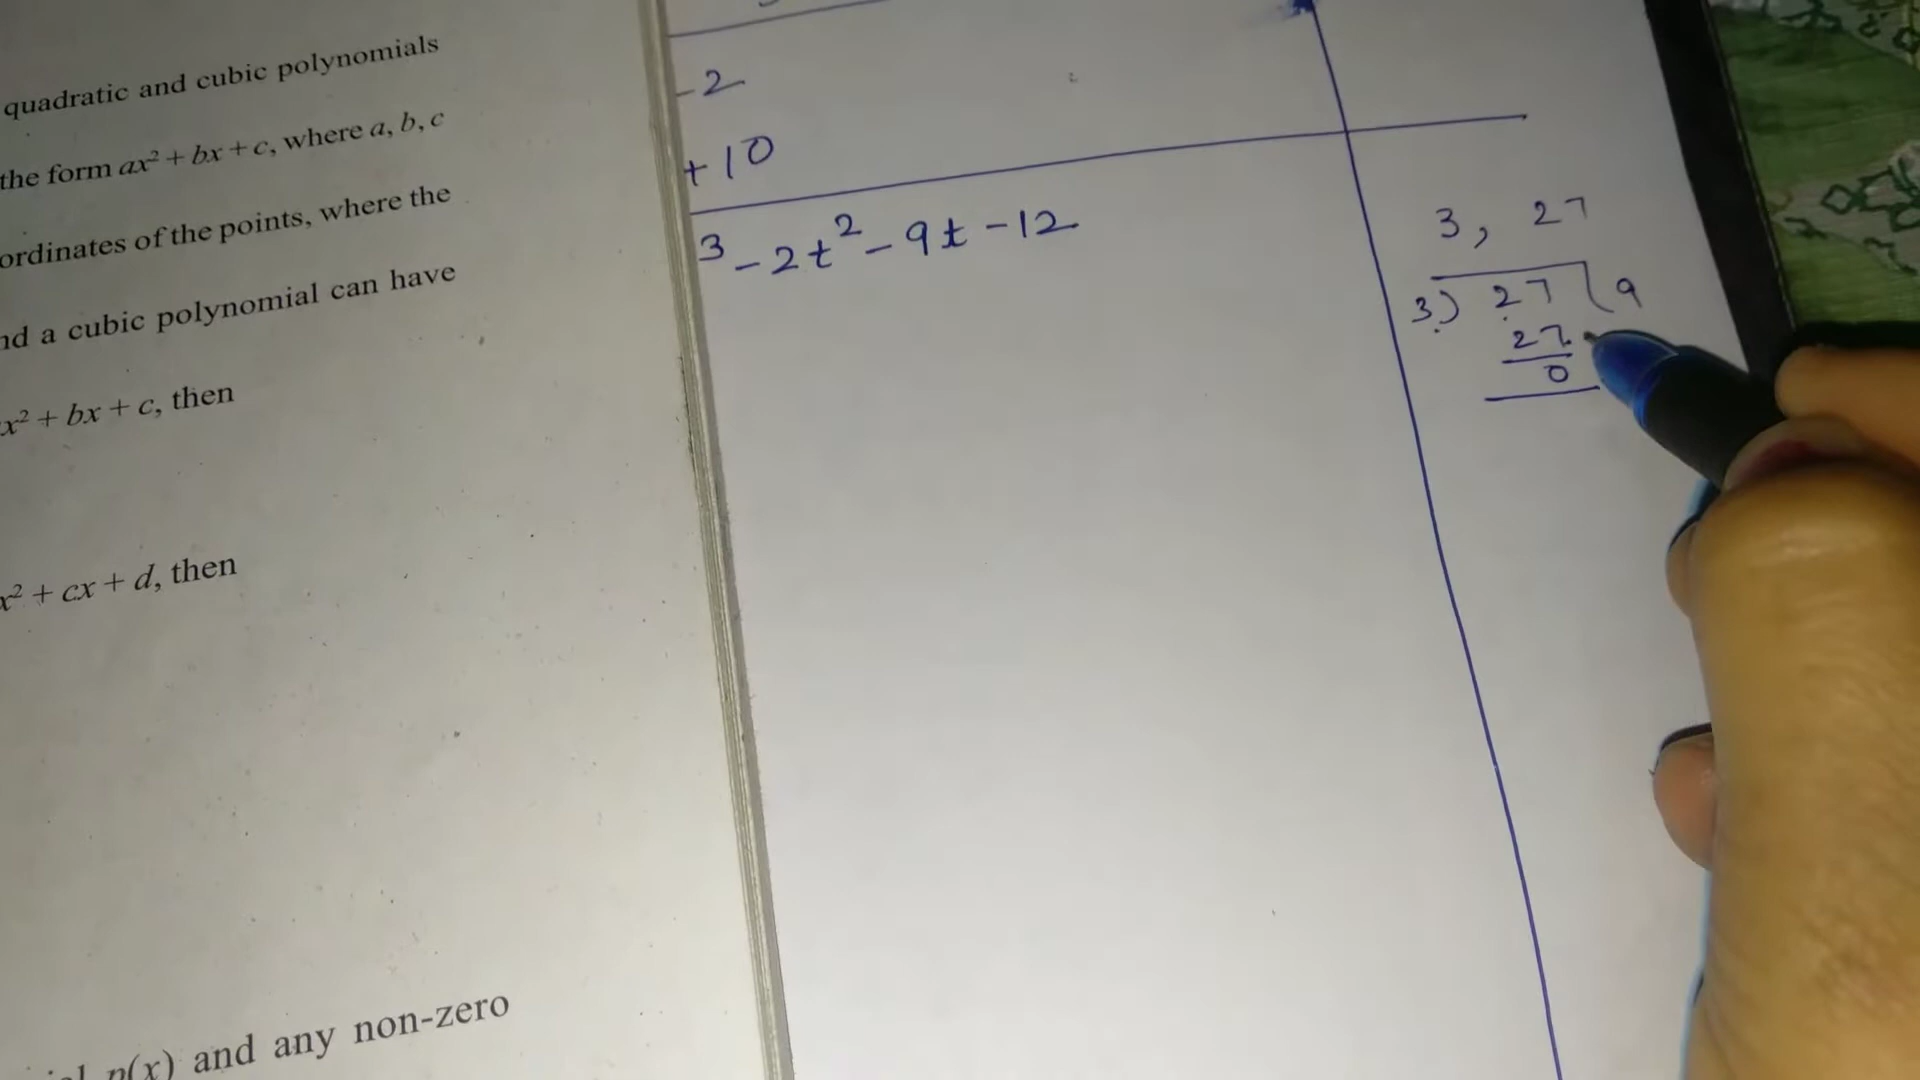 quadratic and cubic polynomials
the form ax² + bx + c, where a, b, c
ordinates of the points, where the
nd a cubic polynomial can have
x² + bx + c, then
x² + cx + d, then
p(x) and any non-zero
-2
+10
3 - 2t² - 9t - 12
3, 27
3) 27 ( 9
27
0